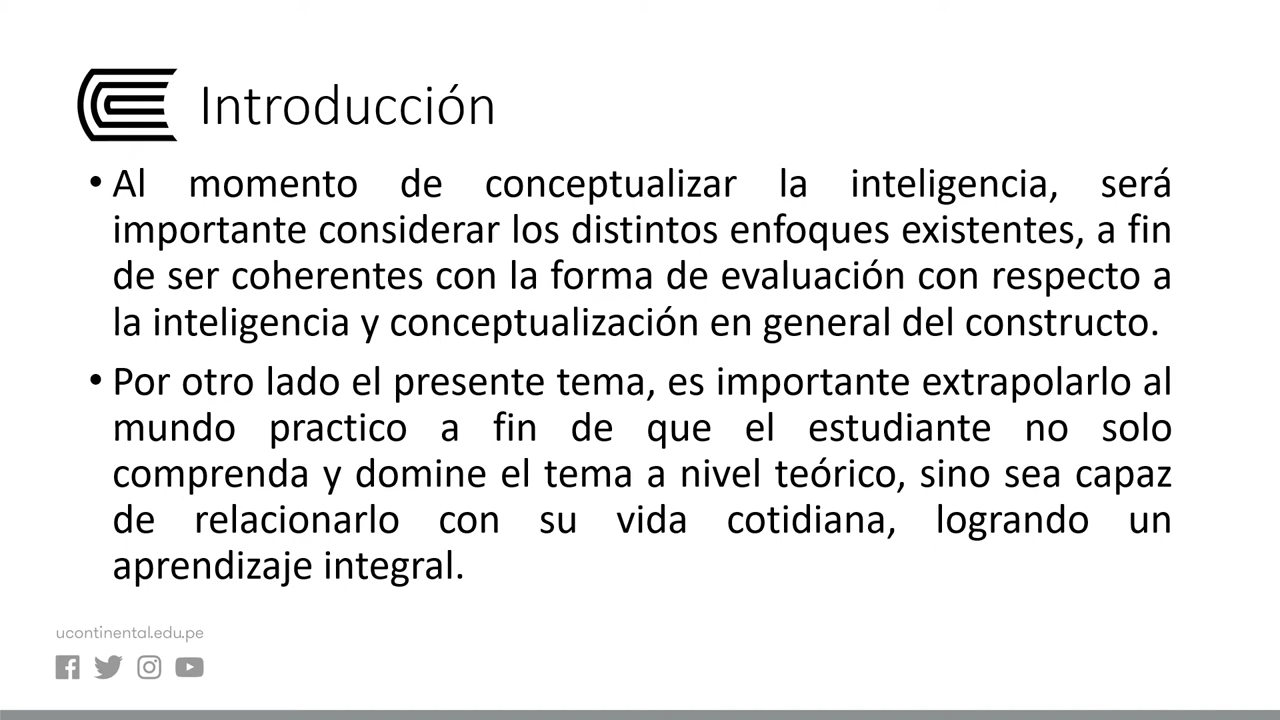 Introducción
• Al momento de conceptualizar la inteligencia, será
importante considerar los distintos enfoques existentes, a fin
de ser coherentes con la forma de evaluación con respecto a
la inteligencia y conceptualización en general del constructo.
• Por otro lado el presente tema, es importante extrapolarlo al
mundo practico a fin de que el estudiante no solo
comprenda y domine el tema a nivel teórico, sino sea capaz
de relacionarlo con su vida cotidiana, logrando un
aprendizaje integral.
ucontinental.edu.pe